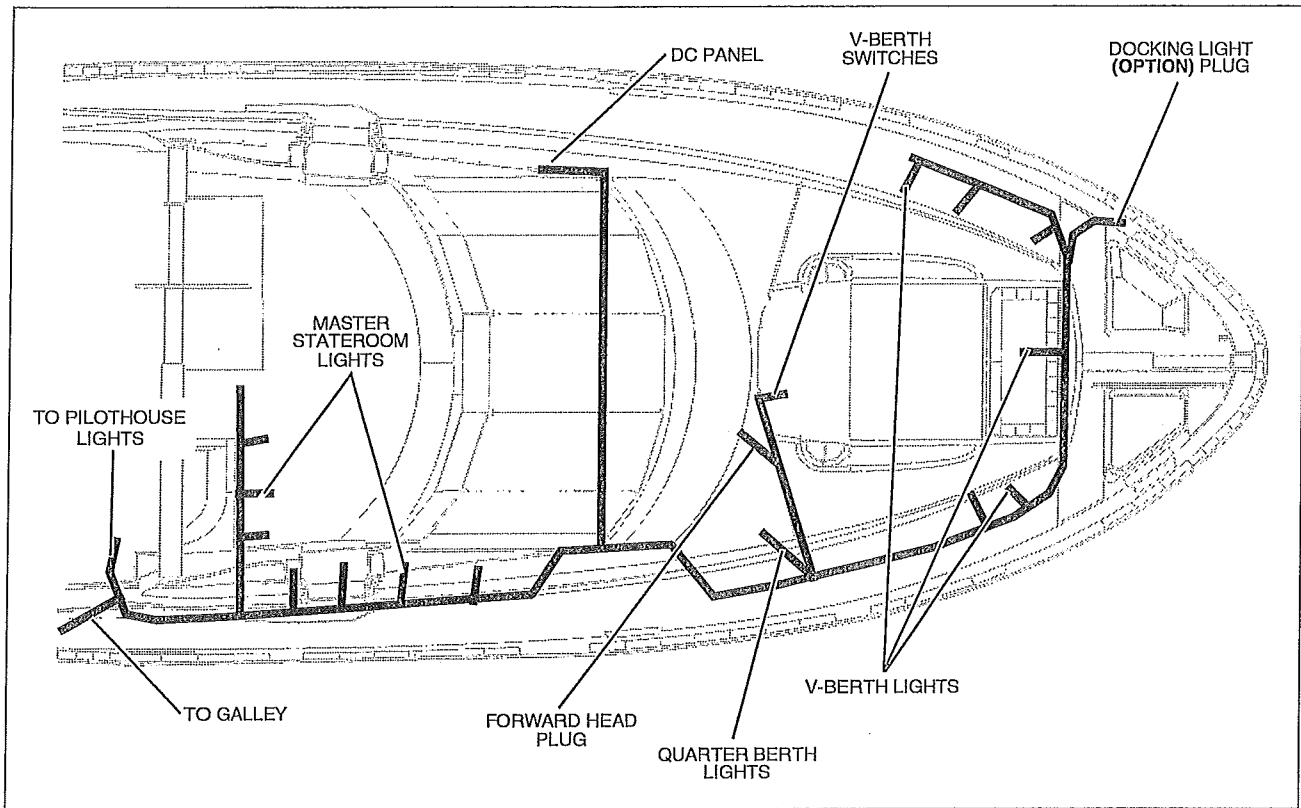 V-BERTH
SWITCHES
DC PANEL
DOCKING LIGHT
(OPTION) PLUG
MASTER
STATEROOM
LIGHTS
TO PILOTHOUSE
LIGHTS
TO GALLEY
FORWARD HEAD
PLUG
QUARTER BERTH
LIGHTS
V-BERTH LIGHTS